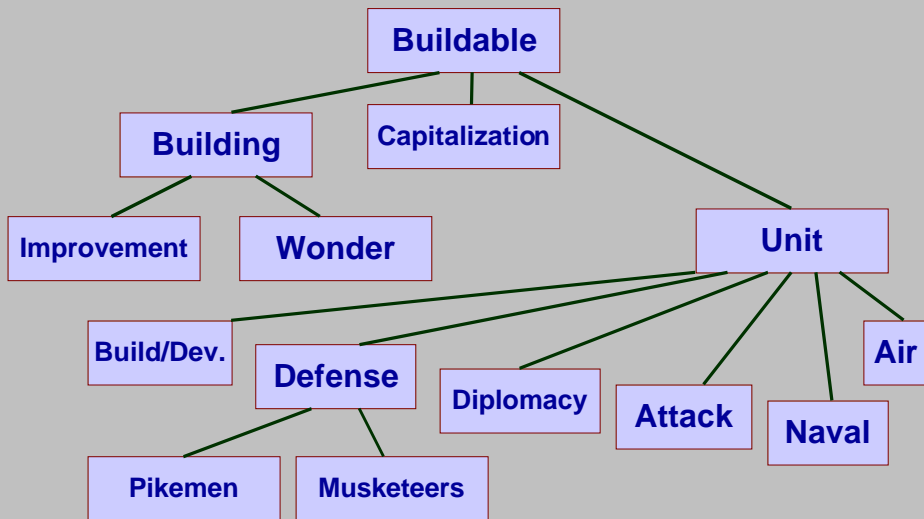 Buildable
Building
Capitalization
Improvement
Wonder
Unit
Build/Dev.
Defense
Diplomacy
Attack
Naval
Air
Pikemen
Musketeers